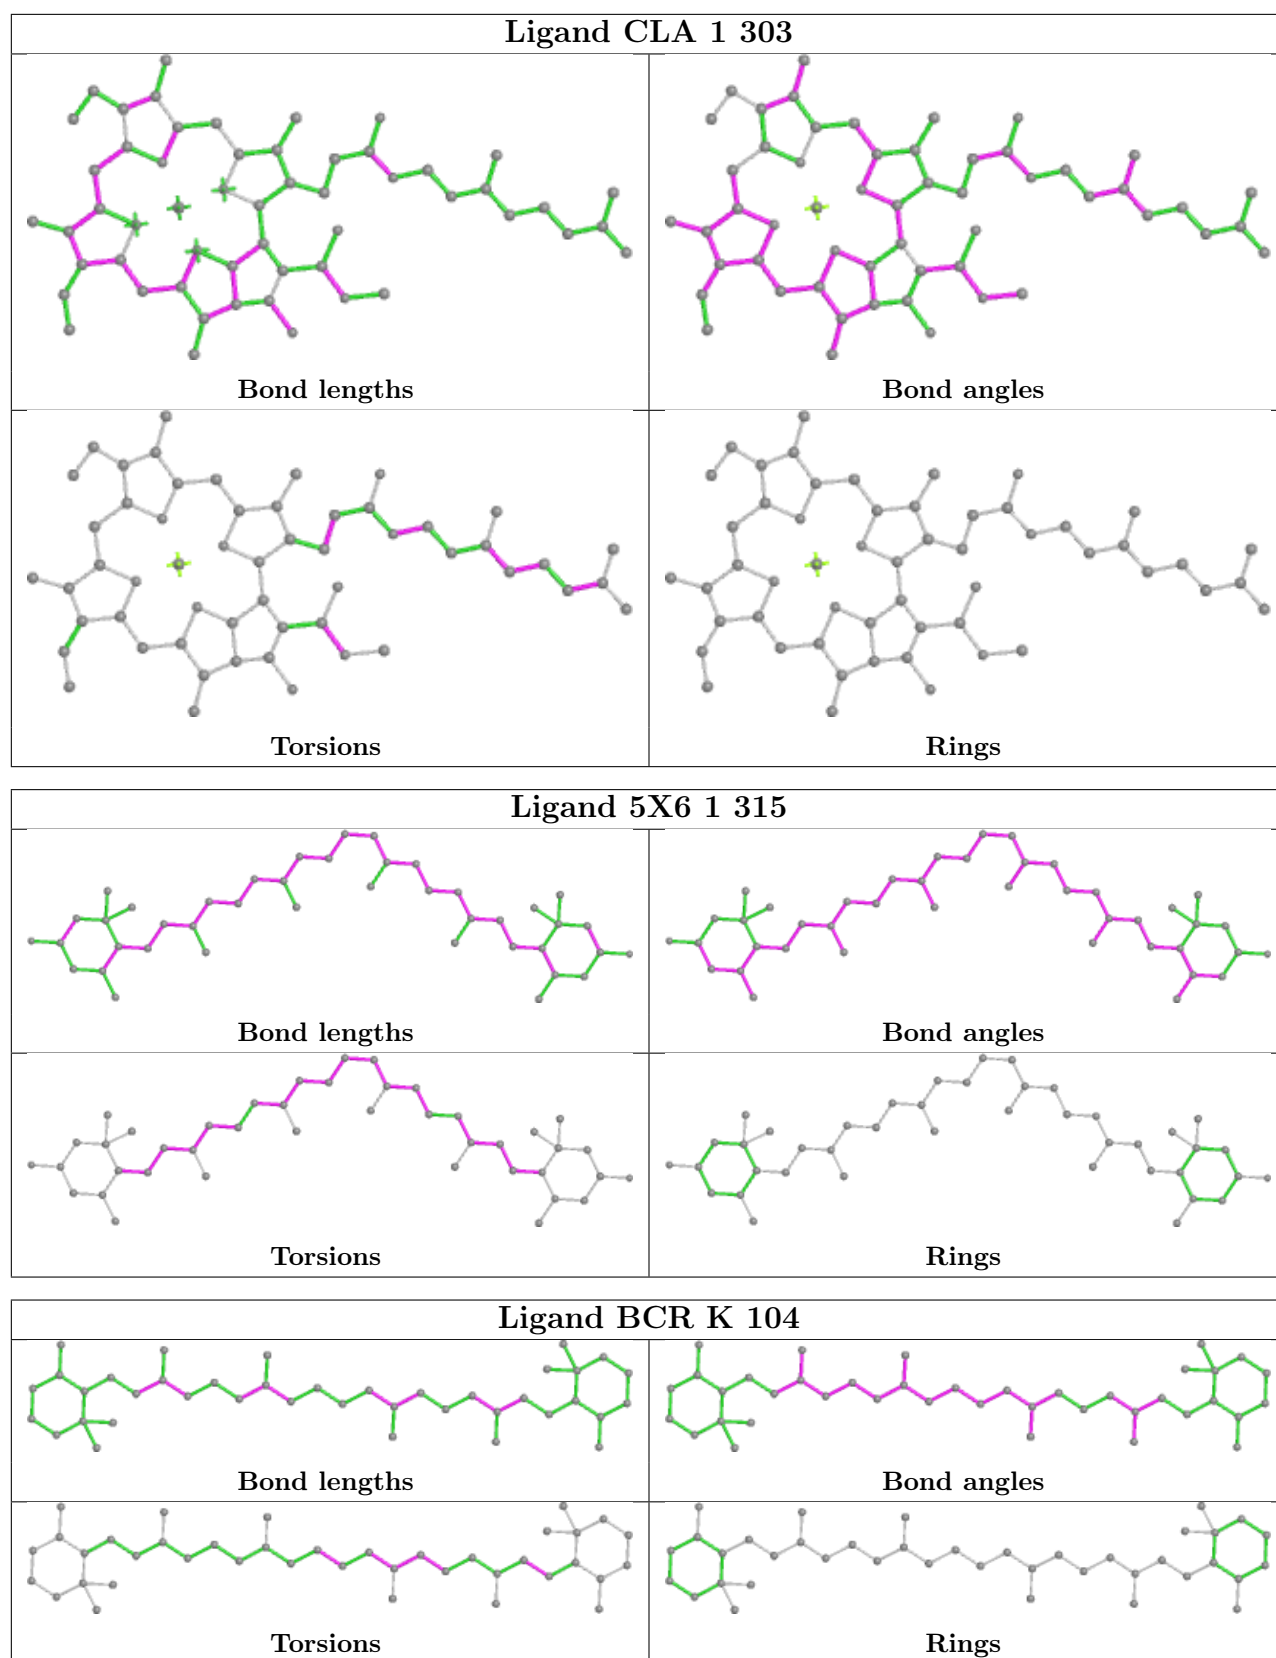 Ligand CLA 1 303
Bond lengths
Bond angles
Torsions
Rings
Ligand 5X6 1 315
Bond lengths
Bond angles
Torsions
Rings
Ligand BCR K 104
Bond lengths
Bond angles
Torsions
Rings